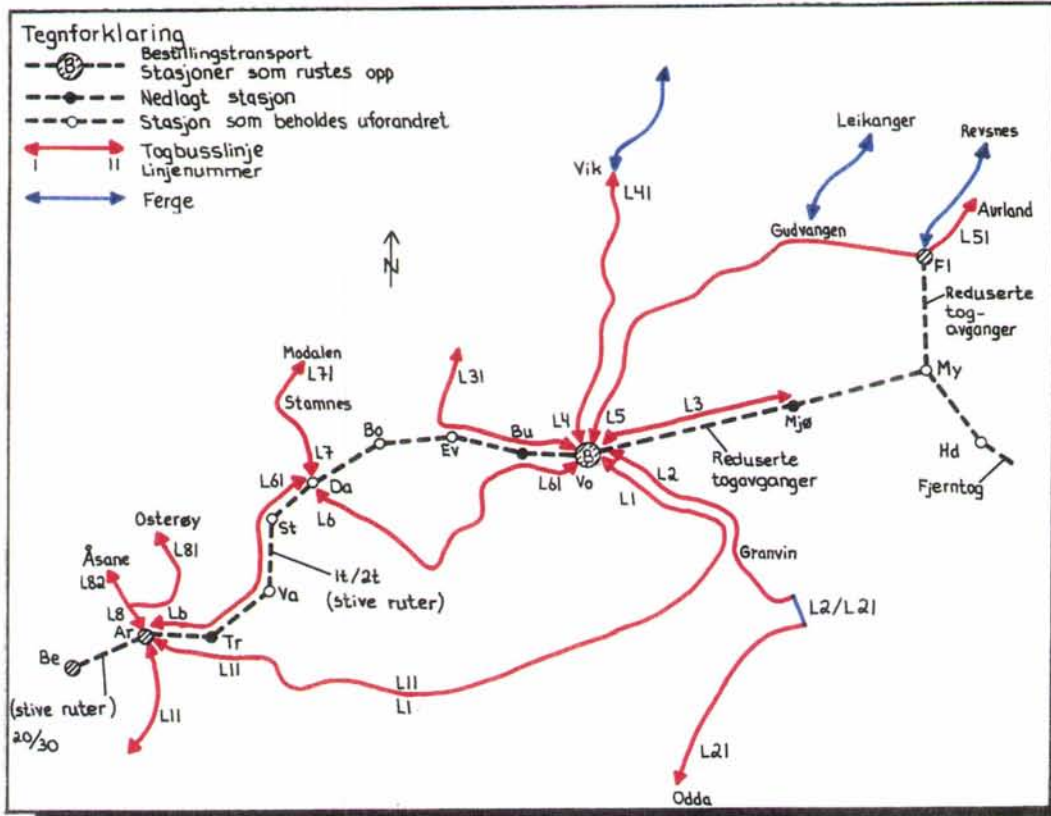 Tegnforklaring
B
Bestillingstransport
Stasjoner som rustes opp
Nedlagt stasjon
Stasjon som beholdes uforandret
I II
Togbusslinje
Linjenummer
Ferge
N
Vik
L41
Leikanger
Revsnes
Aurland
L51
Gudvangen
Fl
Reduserte
tog-
avganger
My
Hd
Fjerntog
Modalen
L71
Stamnes
L7
L31
Bo
Ev
Bu
L4
L5
L3
Mjø
B
Vo
Reduserte
togavganger
L61
Da
L6
L61
L2
L1
Osterøy
L81
Åsane
L82
St
1t/2t
(stive ruter)
Va
Granvin
L2/L21
L8
L6
Ar
Tr
Be
L11
L11
L1
(stive ruter)
20/30
L11
L21
Odda